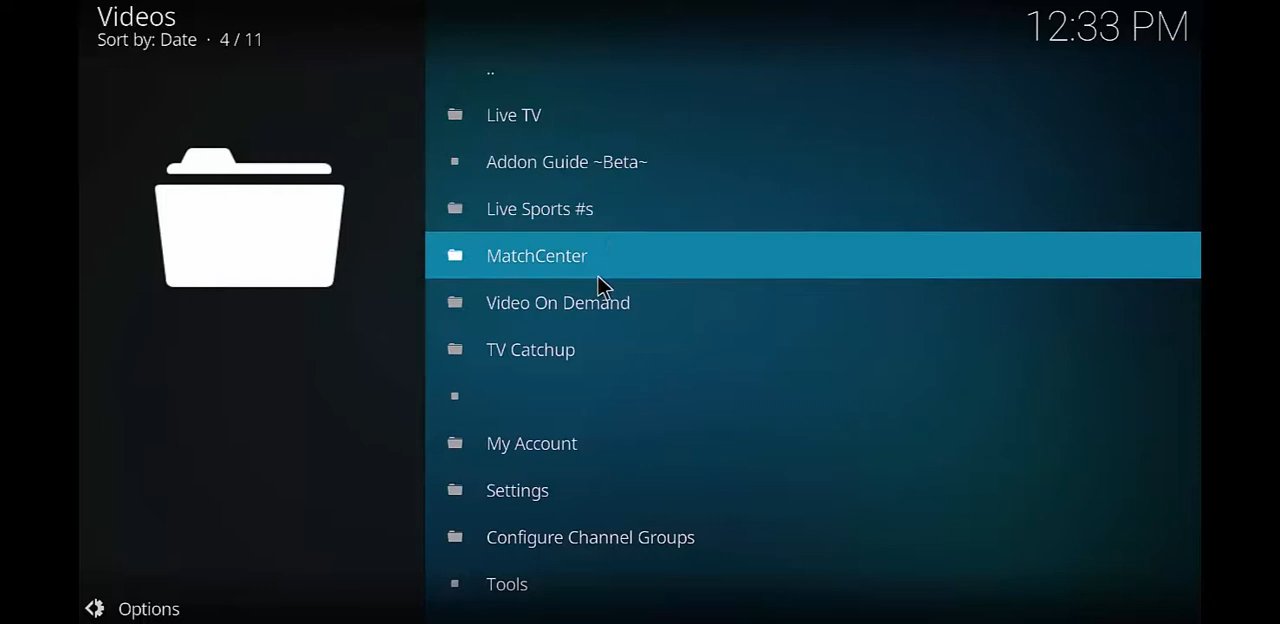 Videos
Sort by: Date · 4 / 11
12:33 PM
..
Live TV
Addon Guide ~Beta~
Live Sports #s
MatchCenter
Video On Demand
TV Catchup
My Account
Settings
Configure Channel Groups
Tools
Options